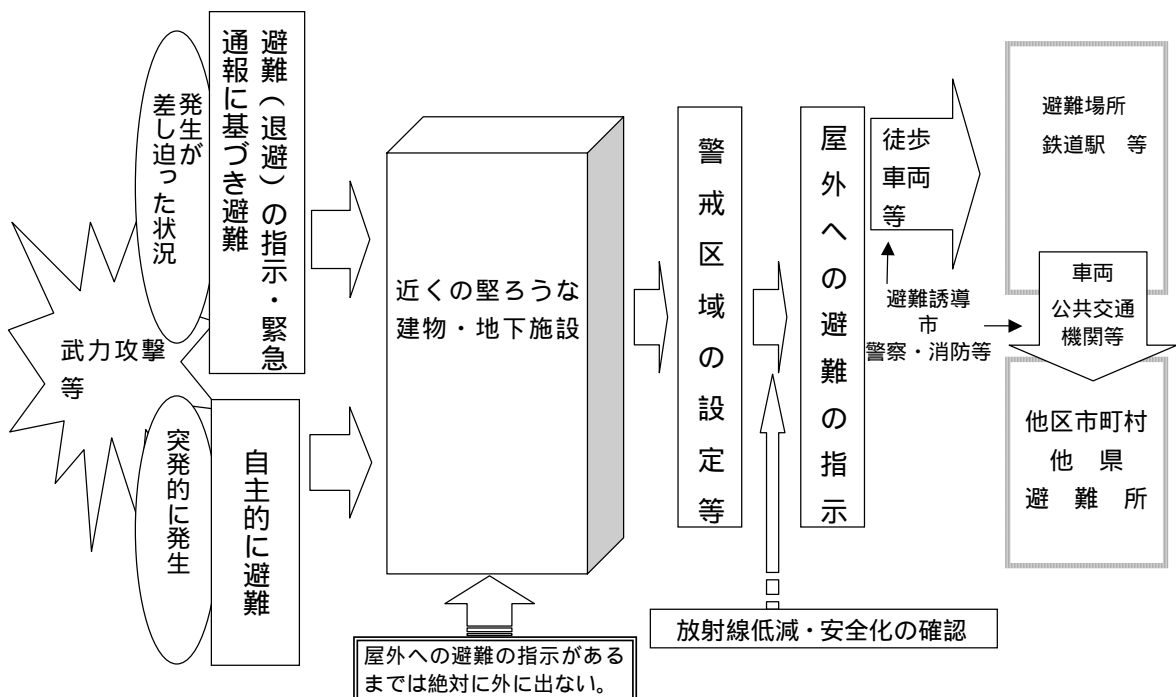 武力攻撃
等
発生が
差し迫った状況
避難（退避）の指示・緊急
通報に基づき避難
突発的に発生
自主的に避難
近くの堅ろうな
建物・地下施設
屋外への避難の指示がある
までは絶対に外に出ない。
警戒区域の設定等
放射線低減・安全化の確認
屋外への避難の指示
徒歩
車両
等
避難誘導
市
警察・消防等
避難場所
鉄道駅　等
車両
公共交通
機関等
他区市町村
他　県
避　難　所